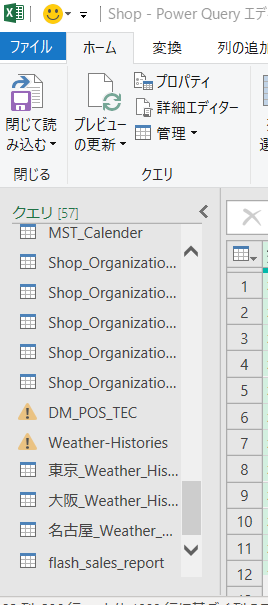 Shop - Power Query エデ
ファイル
ホーム
変換
列の追加
閉じて読
み込む
プレビュー
の更新
プロパティ
詳細エディター
管理
閉じる
クエリ
クエリ [57]
MST_Calender
Shop_Organizatio...
Shop_Organizatio...
Shop_Organizatio...
Shop_Organizatio...
Shop_Organizatio...
DM_POS_TEC
Weather-Histories
東京_Weather_His...
大阪_Weather_His...
名古屋_Weather_...
flash_sales_report
1
2
3
4
5
6
7
8
9
10
11
12